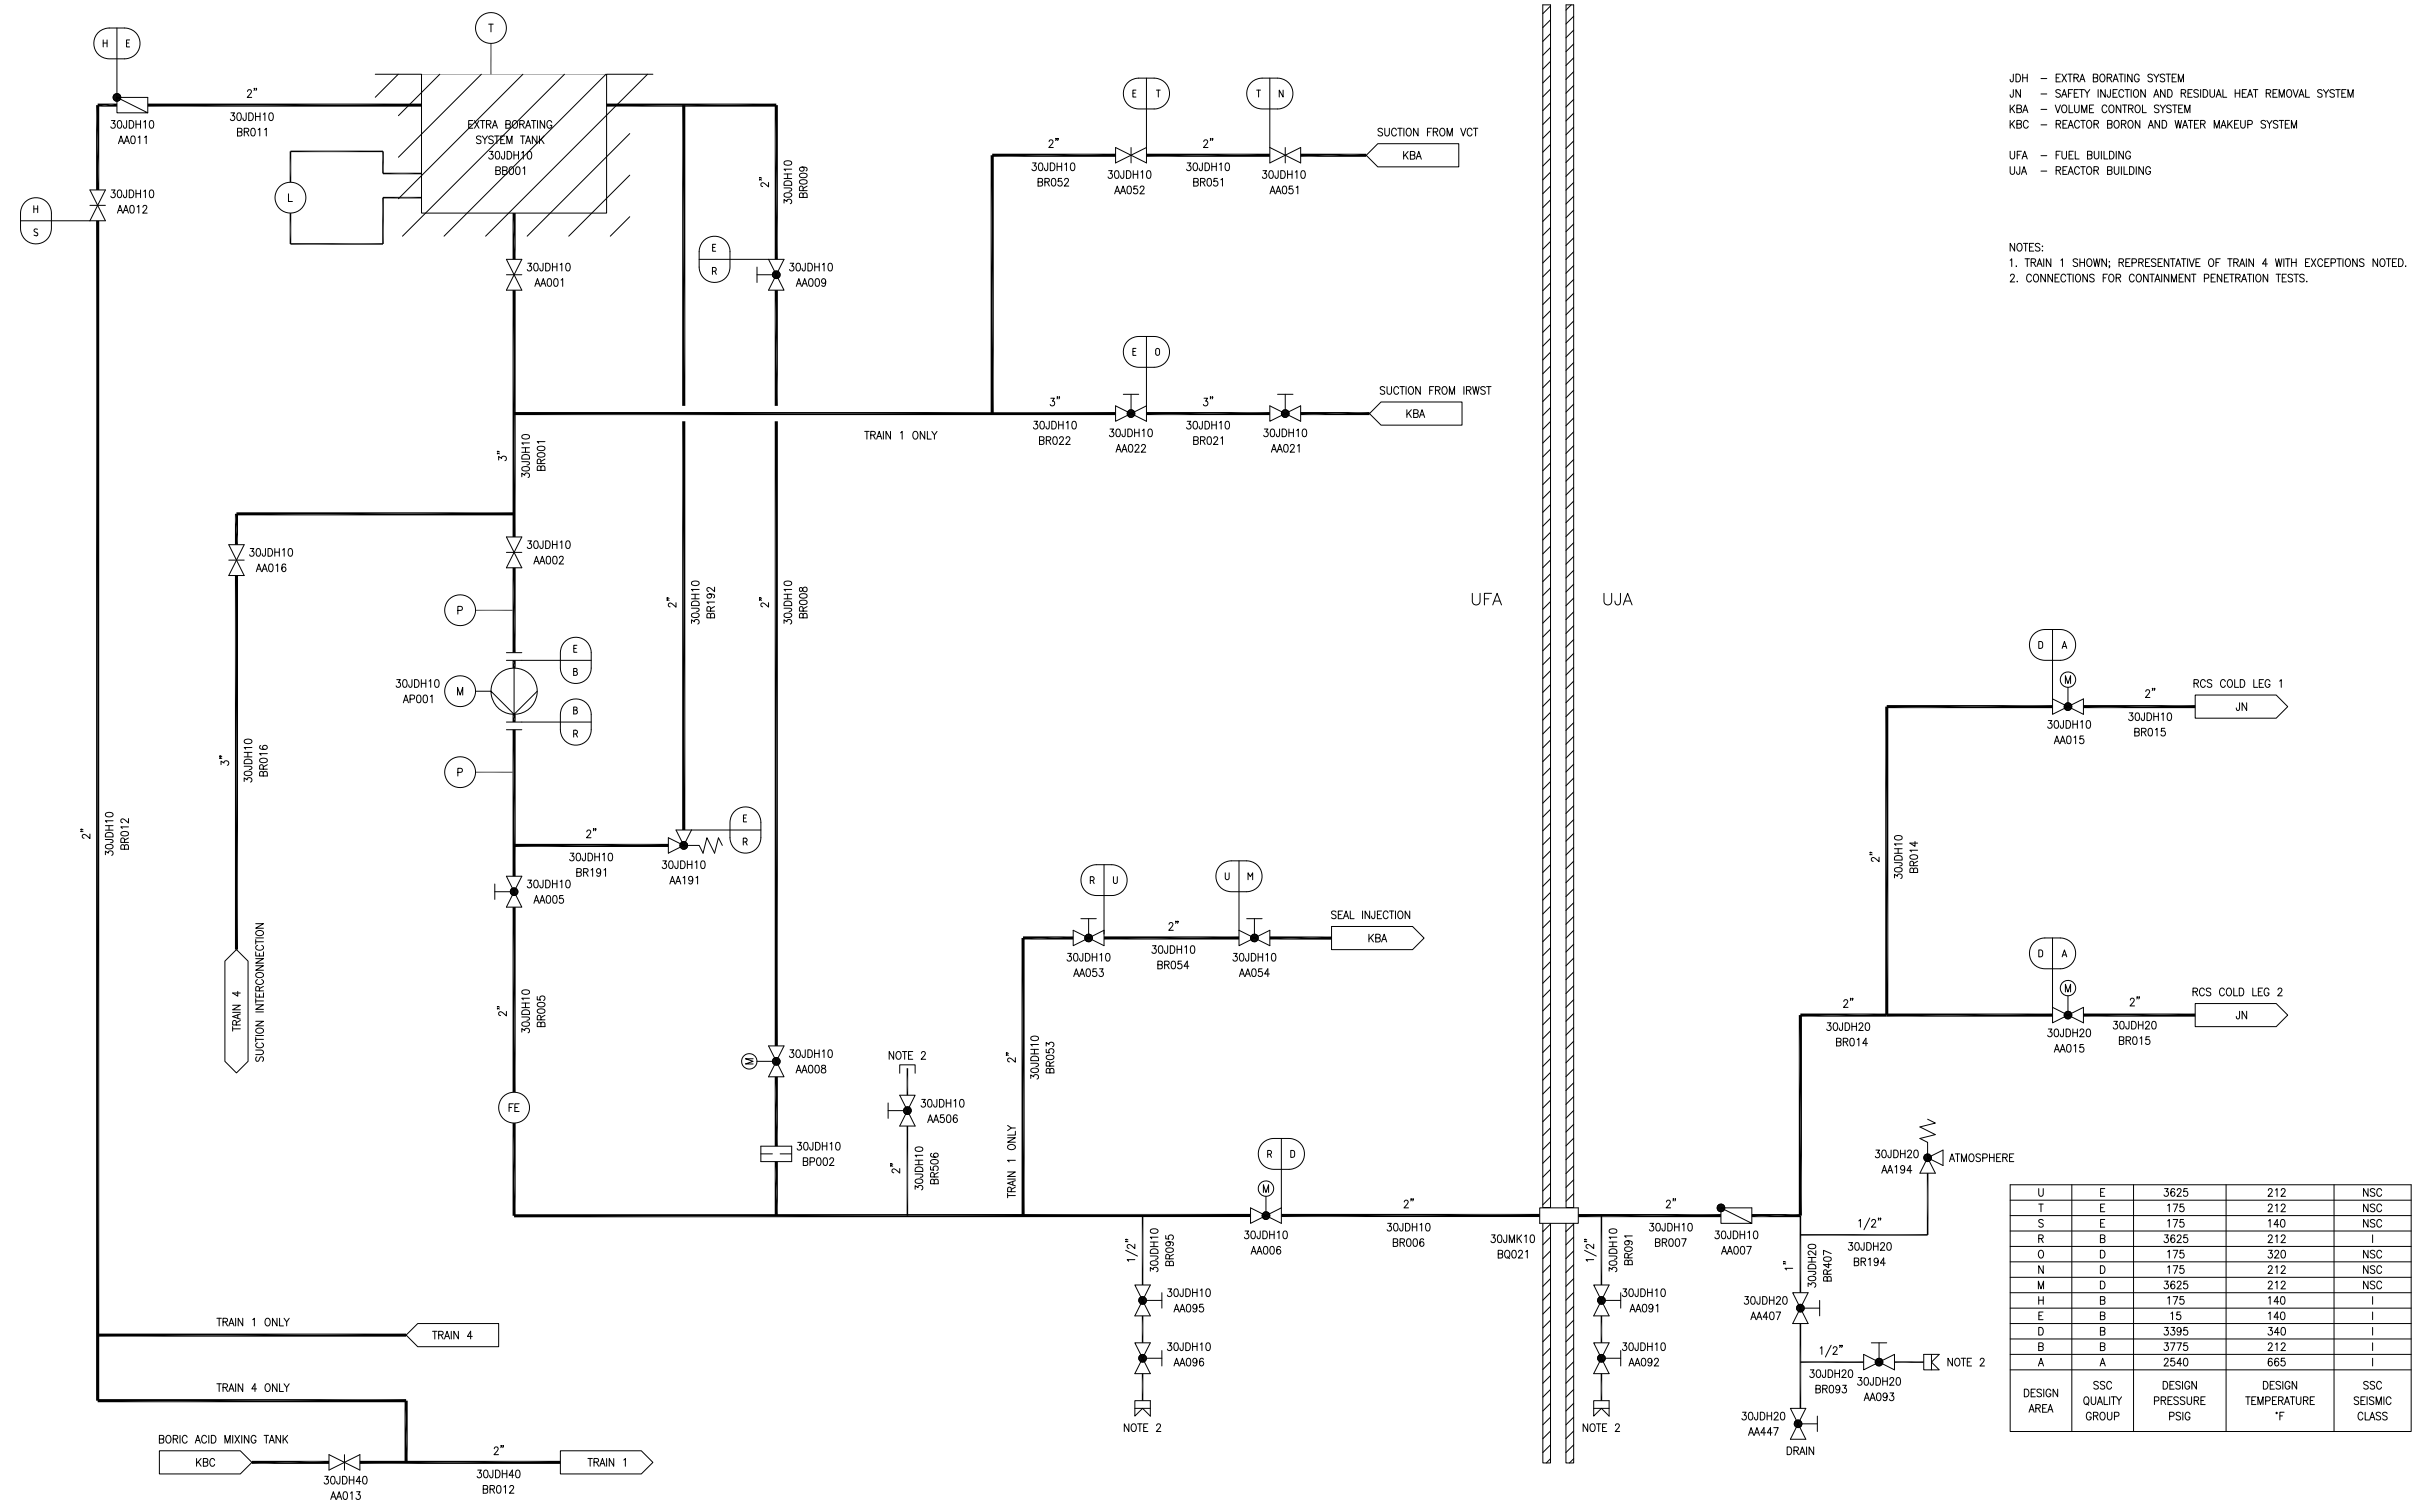 T
H E
2"
30JDH10
BR011
30JDH10
AA011
EXTRA BORATING
SYSTEM TANK
30JDH10
BB001
L
30JDH10
AA012
H
S
30JDH10
AA001
2"
30JDH10
BR009
E
R
30JDH10
AA009
E T
T N
SUCTION FROM VCT
KBA
2"
30JDH10
BR052
30JDH10
AA052
2"
30JDH10
BR051
30JDH10
AA051
E O
SUCTION FROM IRWST
KBA
3"
30JDH10
BR022
30JDH10
AA022
3"
30JDH10
BR021
30JDH10
AA021
TRAIN 1 ONLY
JDH – EXTRA BORATING SYSTEM
JN – SAFETY INJECTION AND RESIDUAL HEAT REMOVAL SYSTEM
KBA – VOLUME CONTROL SYSTEM
KBC – REACTOR BORON AND WATER MAKEUP SYSTEM
UFA – FUEL BUILDING
UJA – REACTOR BUILDING
NOTES:
1. TRAIN 1 SHOWN; REPRESENTATIVE OF TRAIN 4 WITH EXCEPTIONS NOTED.
2. CONNECTIONS FOR CONTAINMENT PENETRATION TESTS.
3"
30JDH10
BR001
30JDH10
AA016
30JDH10
AA002
P
E
B
30JDH10
AP001
M
B
R
P
2"
30JDH10
BR192
2"
30JDH10
BR008
UFA
UJA
3"
30JDH10
BR016
2"
30JDH10
BR012
2"
30JDH10
BR191
30JDH10
AA191
E
R
30JDH10
AA005
TRAIN 4
SUCTION INTERCONNECTION
2"
30JDH10
BR005
FE
M
30JDH10
AA008
30JDH10
BP002
NOTE 2
30JDH10
AA506
2"
30JDH10
BR506
R U
U M
SEAL INJECTION
KBA
30JDH10
AA053
2"
30JDH10
BR054
30JDH10
AA054
2"
30JDH10
BR053
TRAIN 1 ONLY
R D
M
30JDH10
AA006
2"
30JDH10
BR006
30JMK10
BQ021
1/2"
30JDH10
BR095
30JDH10
AA095
30JDH10
AA096
NOTE 2
1/2"
30JDH10
BR091
30JDH10
AA091
30JDH10
AA092
NOTE 2
2"
30JDH10
BR007
30JDH10
AA007
D A
M
30JDH10
AA015
2"
30JDH10
BR015
RCS COLD LEG 1
JN
2"
30JDH10
BR014
D A
M
2"
30JDH20
BR014
30JDH20
AA015
2"
30JDH20
BR015
RCS COLD LEG 2
JN
30JDH20
AA194
ATMOSPHERE
1/2"
30JDH20
BR194
1"
30JDH20
BR407
30JDH20
AA407
1/2"
30JDH20
BR093
30JDH20
AA093
NOTE 2
30JDH20
AA447
DRAIN
TRAIN 1 ONLY
TRAIN 4
TRAIN 4 ONLY
BORIC ACID MIXING TANK
KBC
30JDH40
AA013
2"
30JDH40
BR012
TRAIN 1
U E 3625 212 NSC
T E 175 212 NSC
S E 175 140 NSC
R B 3625 212 I
O D 175 320 NSC
N D 175 212 NSC
M D 3625 212 NSC
H B 175 140 I
E B 15 140 I
D B 3395 340 I
B B 3775 212 I
A A 2540 665 I
DESIGN AREA
SSC QUALITY GROUP
DESIGN PRESSURE PSIG
DESIGN TEMPERATURE °F
SSC SEISMIC CLASS